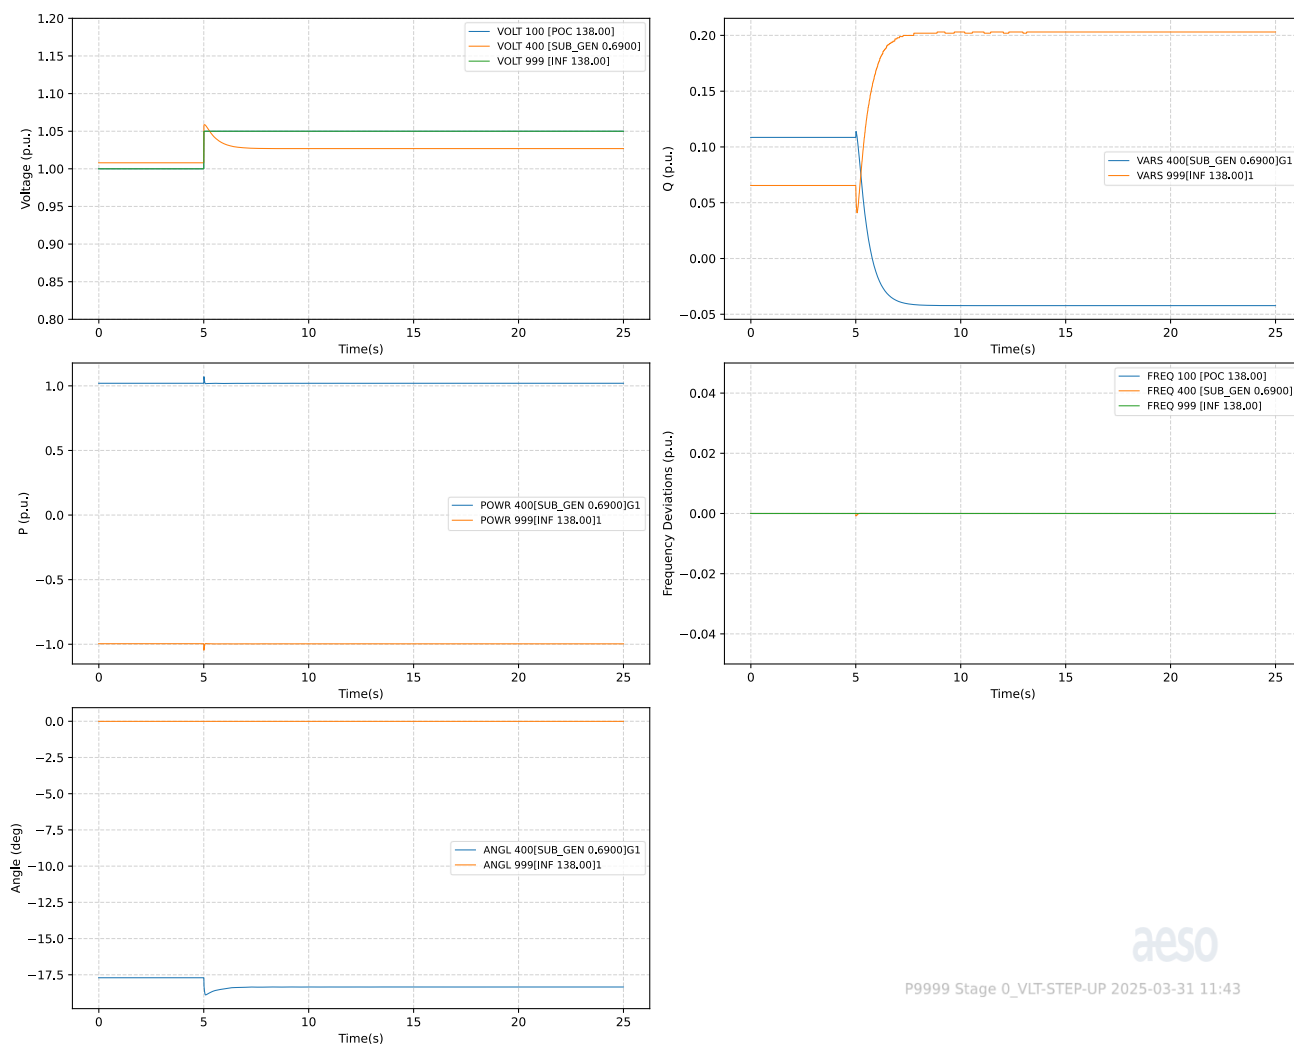 1.20
1.15
1.10
1.05
1.00
0.95
0.90
0.85
0.80
Voltage (p.u.)
VOLT 100 [POC 138.00]
VOLT 400 [SUB_GEN 0.6900]
VOLT 999 [INF 138.00]
0 5 10 15 20 25
Time(s)
0.20
0.15
0.10
0.05
0.00
−0.05
Q (p.u.)
VARS 400[SUB_GEN 0.6900]G1
VARS 999[INF 138.00]1
0 5 10 15 20 25
Time(s)
1.0
0.5
0.0
−0.5
−1.0
P (p.u.)
POWR 400[SUB_GEN 0.6900]G1
POWR 999[INF 138.00]1
0 5 10 15 20 25
Time(s)
0.04
0.02
0.00
−0.02
−0.04
Frequency Deviations (p.u.)
FREQ 100 [POC 138.00]
FREQ 400 [SUB_GEN 0.6900]
FREQ 999 [INF 138.00]
0 5 10 15 20 25
Time(s)
0.0
−2.5
−5.0
−7.5
−10.0
−12.5
−15.0
−17.5
Angle (deg)
ANGL 400[SUB_GEN 0.6900]G1
ANGL 999[INF 138.00]1
0 5 10 15 20 25
Time(s)
aeso
P9999 Stage 0_VLT-STEP-UP 2025-03-31 11:43